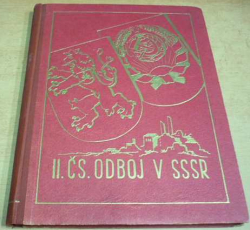 II. ČS. ODBOJ V SSSR